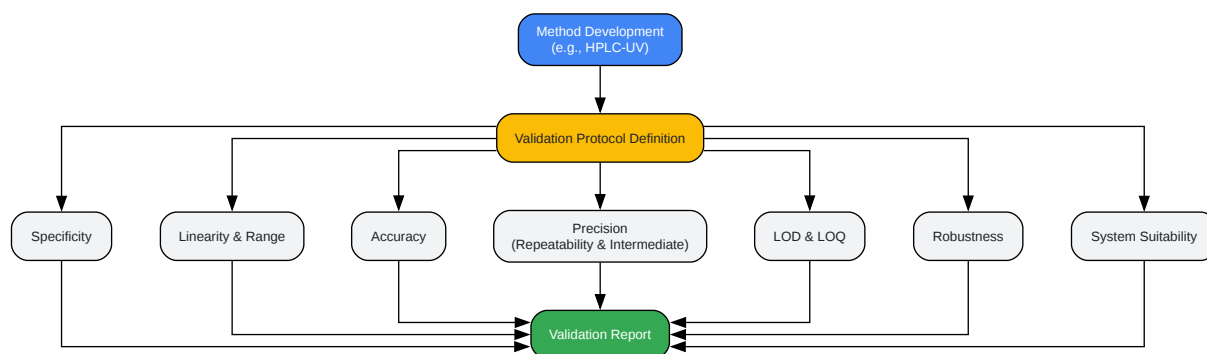 Method Development
(e.g., HPLC-UV)
Validation Protocol Definition
Specificity
Linearity & Range
Accuracy
Precision
(Repeatability & Intermediate)
LOD & LOQ
Robustness
System Suitability
Validation Report